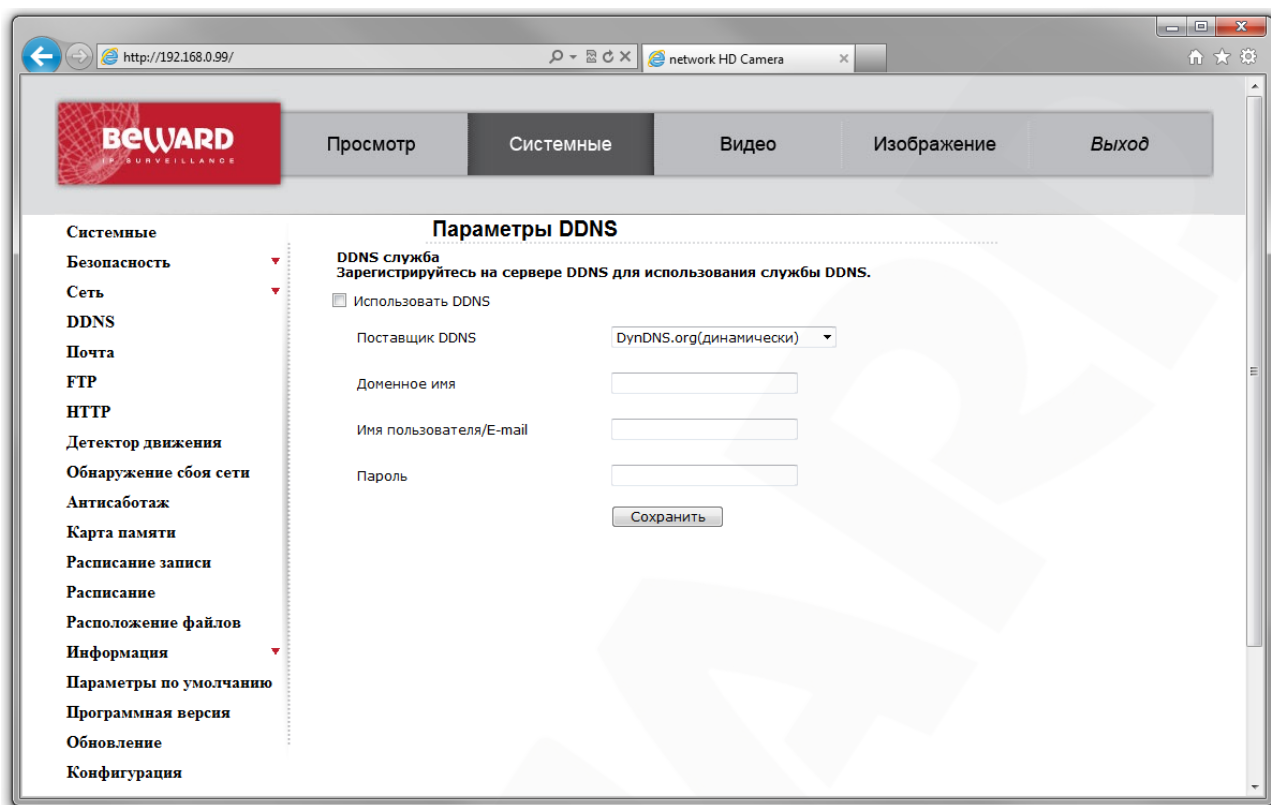 http://192.168.0.99/
network HD Camera
BEWARD
IP SURVEILLANCE
Просмотр
Системные
Видео
Изображение
Выход
Системные
Безопасность
Сеть
DDNS
Почта
FTP
HTTP
Детектор движения
Обнаружение сбоя сети
Антисаботаж
Карта памяти
Расписание записи
Расписание
Расположение файлов
Информация
Параметры по умолчанию
Программная версия
Обновление
Конфигурация
Параметры DDNS
DDNS служба
Зарегистрируйтесь на сервере DDNS для использования службы DDNS.
Использовать DDNS
Поставщик DDNS
DynDNS.org(динамически)
Доменное имя
Имя пользователя/E-mail
Пароль
Сохранить